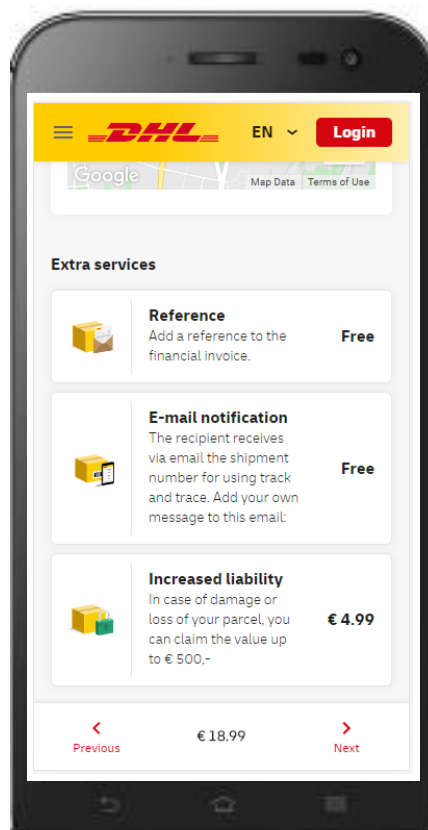 DHL
EN
Login
Google
Map Data
Terms of Use
Extra services
Reference
Add a reference to the
financial invoice.
Free
E-mail notification
The recipient receives
via email the shipment
number for using track
and trace. Add your own
message to this email:
Free
Increased liability
In case of damage or
loss of your parcel, you
can claim the value up
to € 500,-
€ 4.99
Previous
€ 18.99
Next